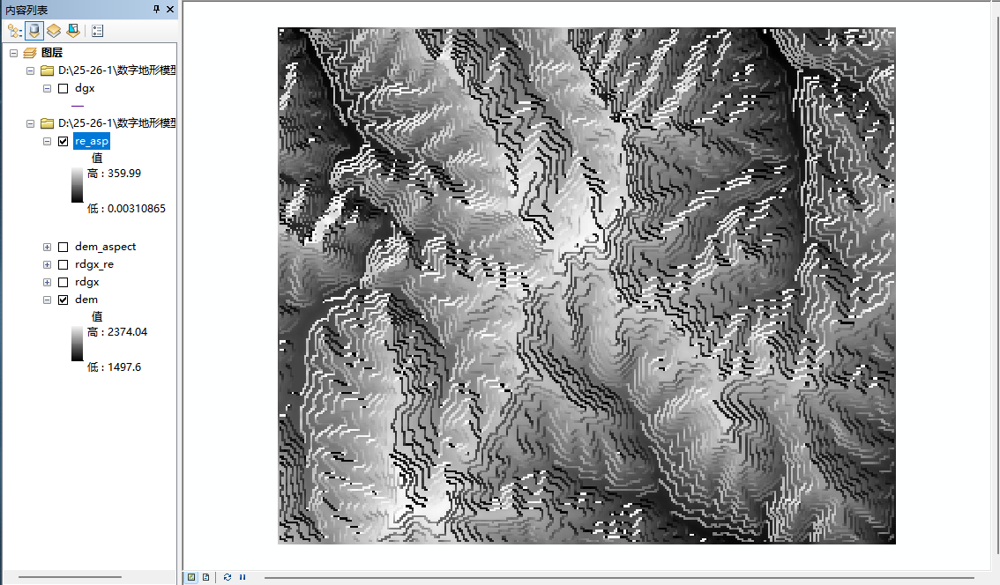 内容列表
图层
D:\25-26-1\数字地形模型
dgx
D:\25-26-1\数字地形模型
re_asp
值
高 : 359.99
低 : 0.00310865
dem_aspect
rdgx_re
rdgx
dem
值
高 : 2374.04
低 : 1497.6